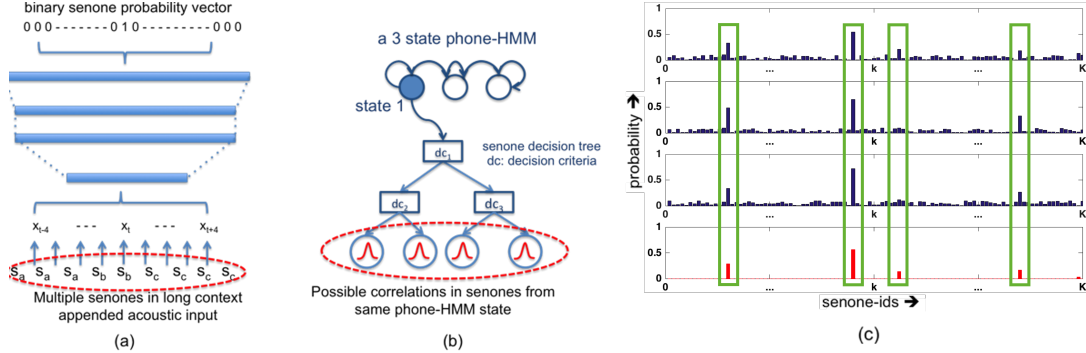 binary senone probability vector
0 0 0 - - - - - - - - 0 1 0 - - - - - - - - - 0 0 0
x_{t-4} - - - x_t - - - x_{t+4}
S_a S_a S_a S_b S_b S_c S_c S_c S_c
Multiple senones in long context
appended acoustic input
(a)
a 3 state phone-HMM
state 1
dc_1
senone decision tree
dc: decision criteria
dc_2 dc_3
Possible correlations in senones from
same phone-HMM state
(b)
probability ➔
1
0.5
0
0 ... k ... K
1
0.5
0
0 ... k ... K
1
0.5
0
0 ... k ... K
1
0.5
0
0 ... k ... K
senone-ids ➔
(c)